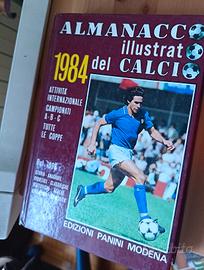 ALMANACCO
illustrato
1984 del CALCIO
ATTIVITÀ
INTERNAZIONALE
CAMPIONATI
A-B-C
TUTTE
LE COPPE
EDIZIONI PANINI MODENA